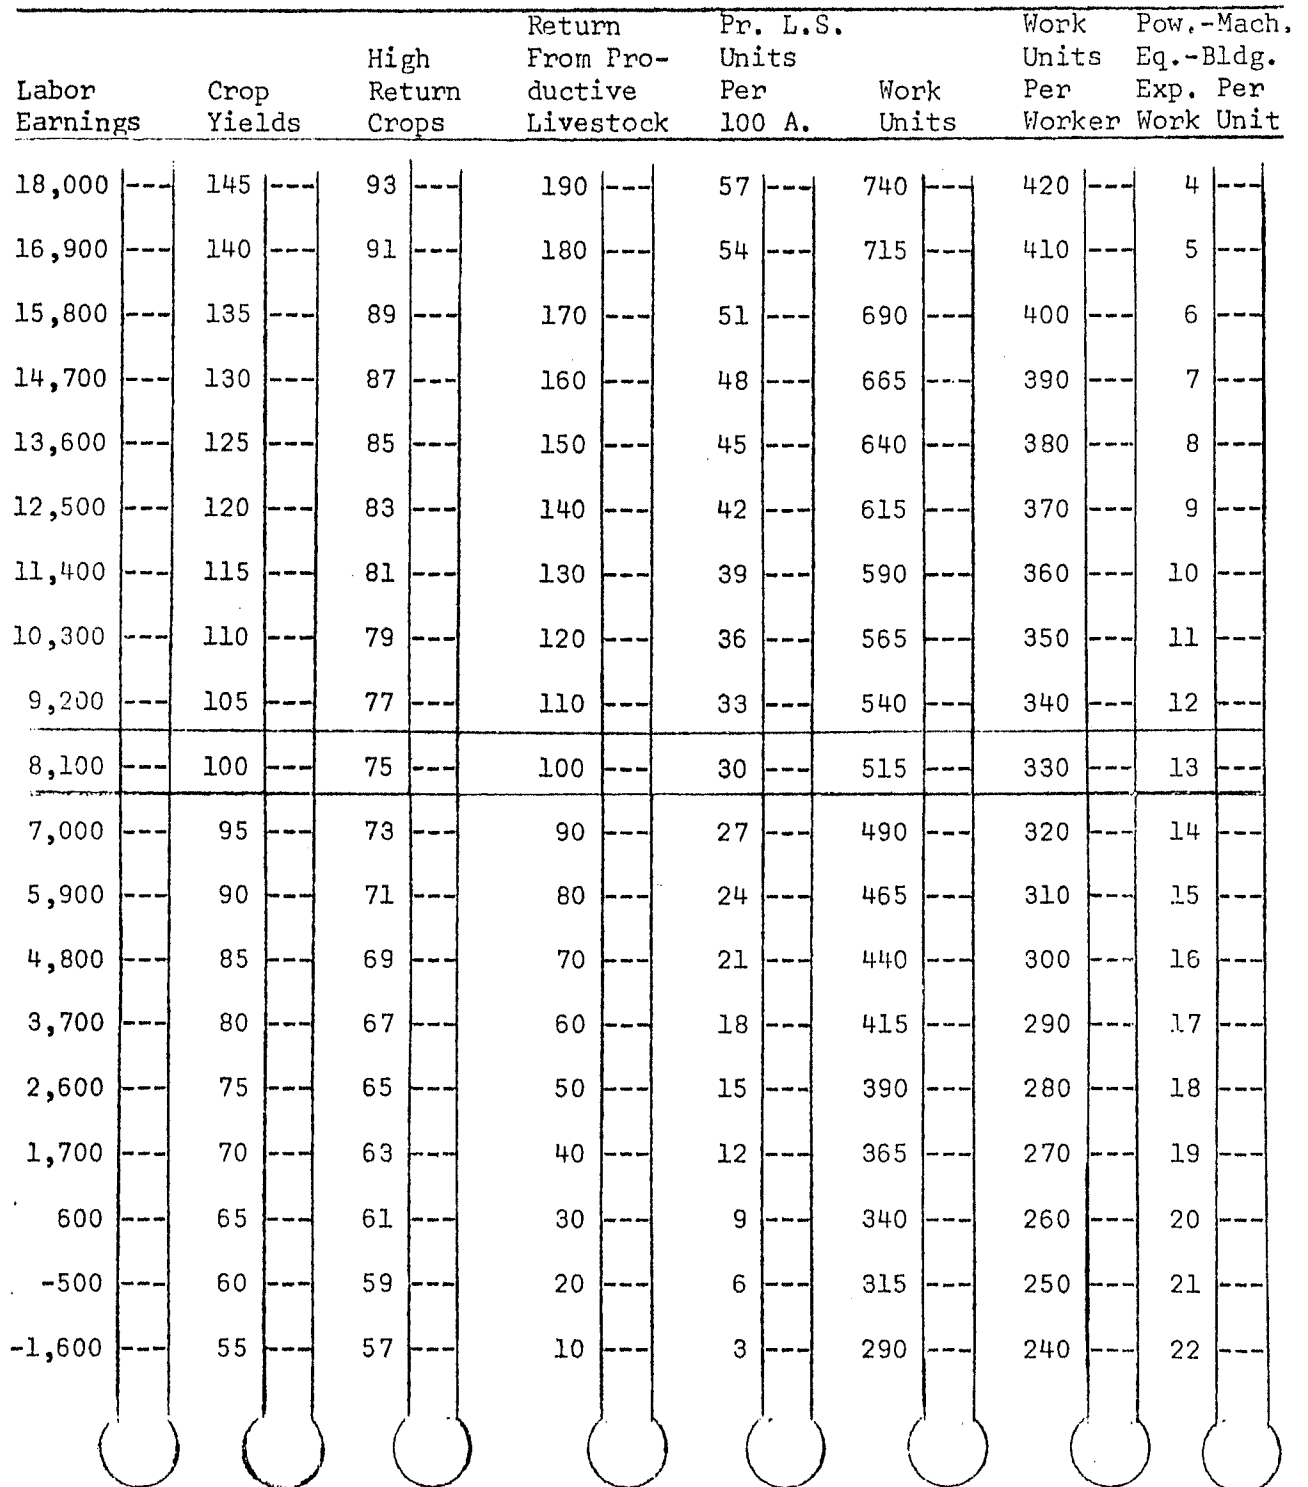 Return Pr. L.S. Work Pow.-Mach.
High From Pro- Units Units Eq.-Bldg.
Labor Crop Return ductive Per Work Per Exp. Per
Earnings Yields Crops Livestock 100 A. Units Worker Work Unit
18,000 145 93 190 57 740 420 4
16,900 140 91 180 54 715 410 5
15,800 135 89 170 51 690 400 6
14,700 130 87 160 48 665 390 7
13,600 125 85 150 45 640 380 8
12,500 120 83 140 42 615 370 9
11,400 115 81 130 39 590 360 10
10,300 110 79 120 36 565 350 11
9,200 105 77 110 33 540 340 12
8,100 100 75 100 30 515 330 13
7,000 95 73 90 27 490 320 14
5,900 90 71 80 24 465 310 15
4,800 85 69 70 21 440 300 16
3,700 80 67 60 18 415 290 17
2,600 75 65 50 15 390 280 18
1,700 70 63 40 12 365 270 19
600 65 61 30 9 340 260 20
-500 60 59 20 6 315 250 21
-1,600 55 57 10 3 290 240 22